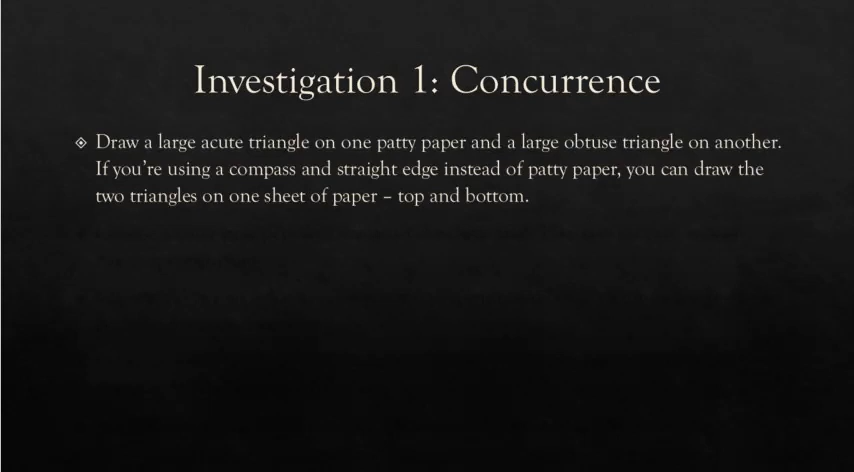 Investigation 1: Concurrence
Draw a large acute triangle on one patty paper and a large obtuse triangle on another.
If you’re using a compass and straight edge instead of patty paper, you can draw the
two triangles on one sheet of paper – top and bottom.